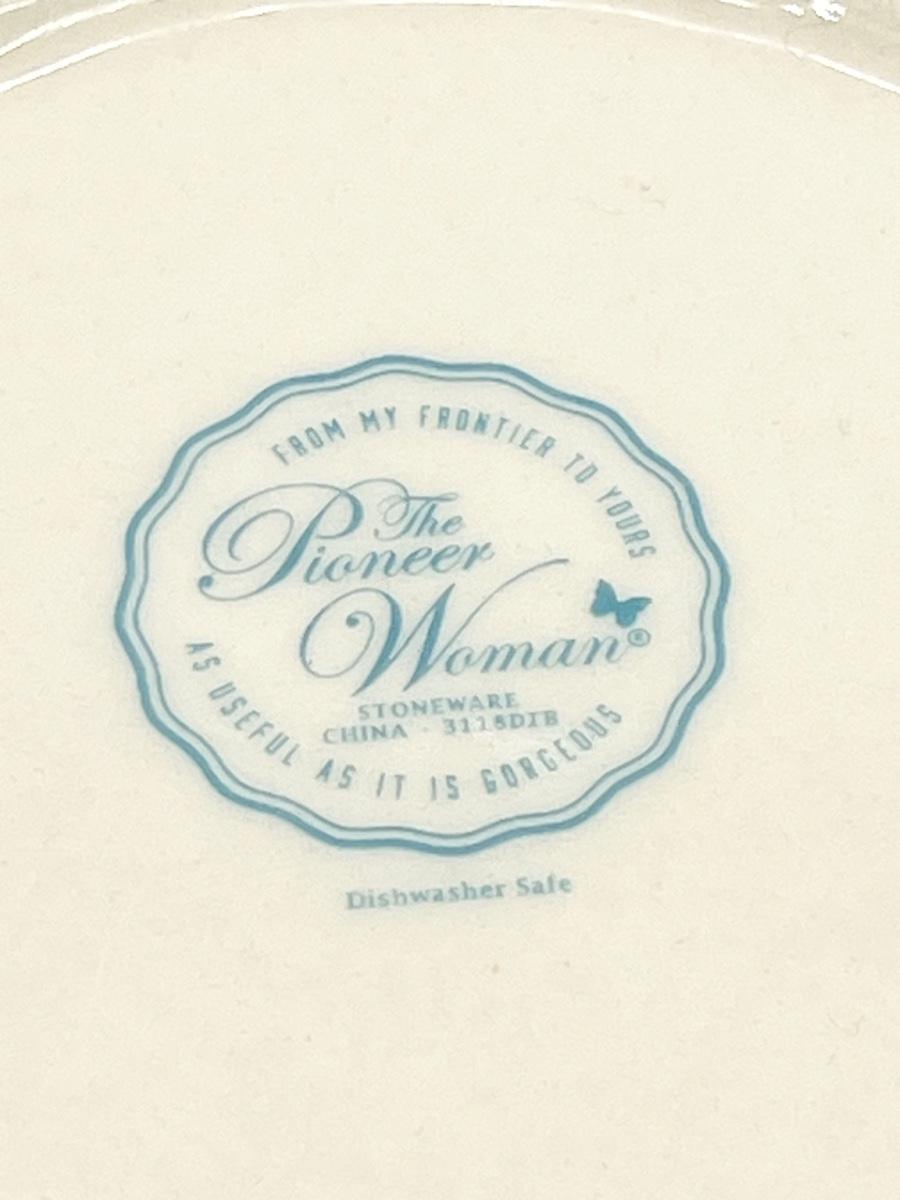 FROM MY FRONTIER TO YOURS
The
Pioneer
Woman®
STONEWARE
CHINA · 3118DIB
AS USEFUL AS IT IS GORGEOUS
Dishwasher Safe